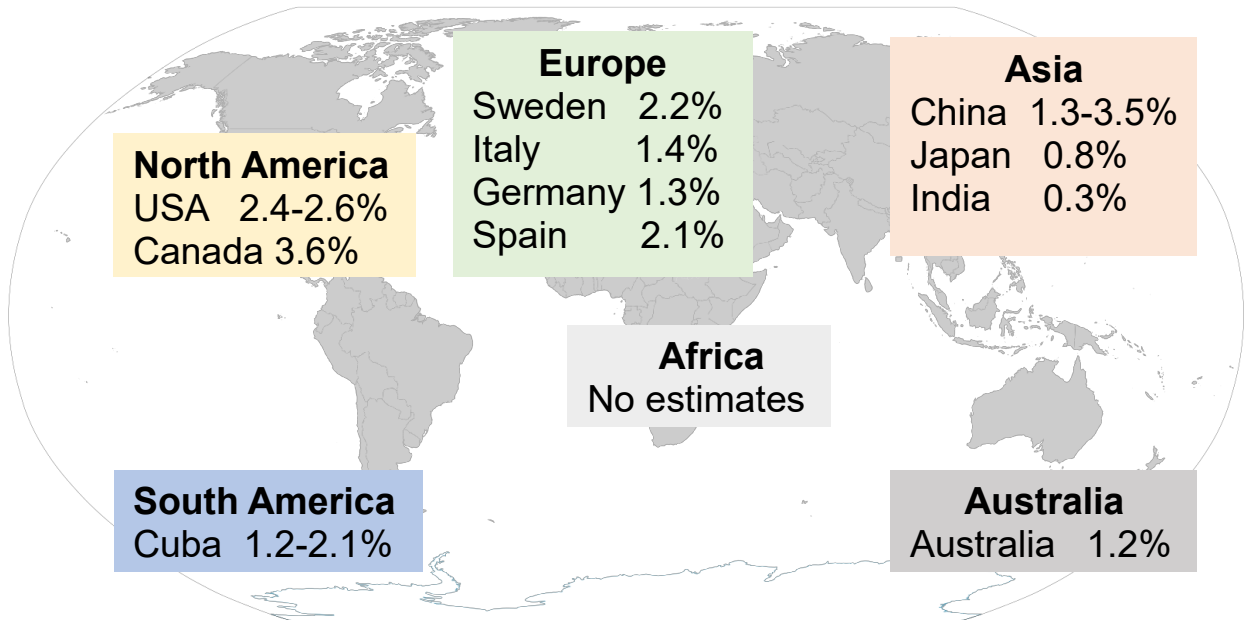 North America
USA 2.4-2.6%
Canada 3.6%
Europe
Sweden 2.2%
Italy 1.4%
Germany 1.3%
Spain 2.1%
Asia
China 1.3-3.5%
Japan 0.8%
India 0.3%
Africa
No estimates
South America
Cuba 1.2-2.1%
Australia
Australia 1.2%